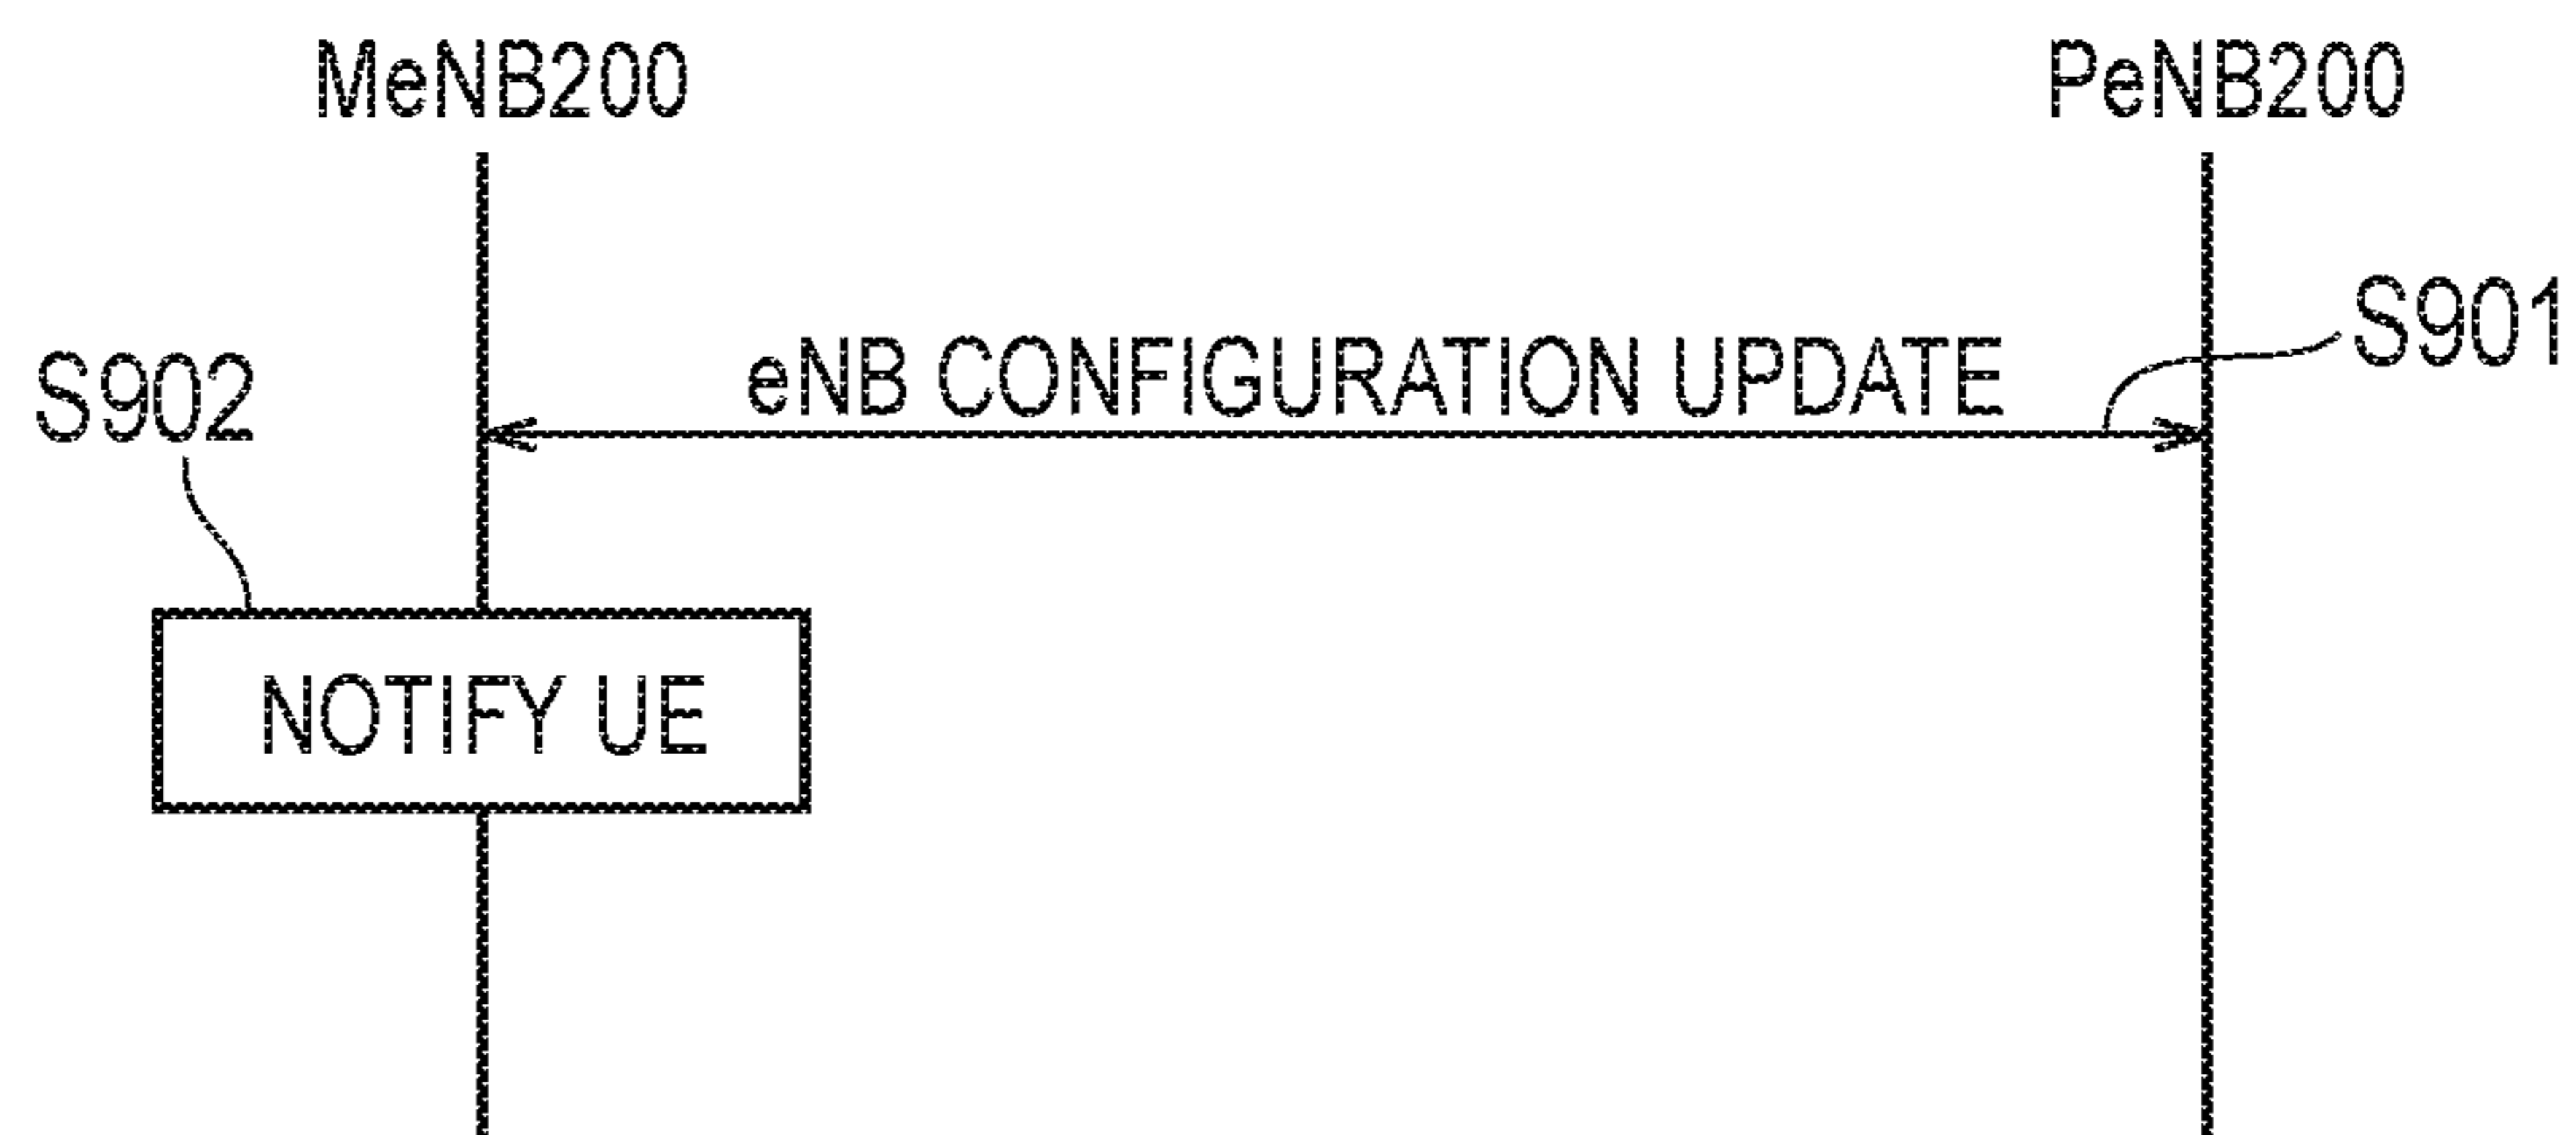 MeNB200
PeNB200
S901
eNB CONFIGURATION UPDATE
S902
NOTIFY UE